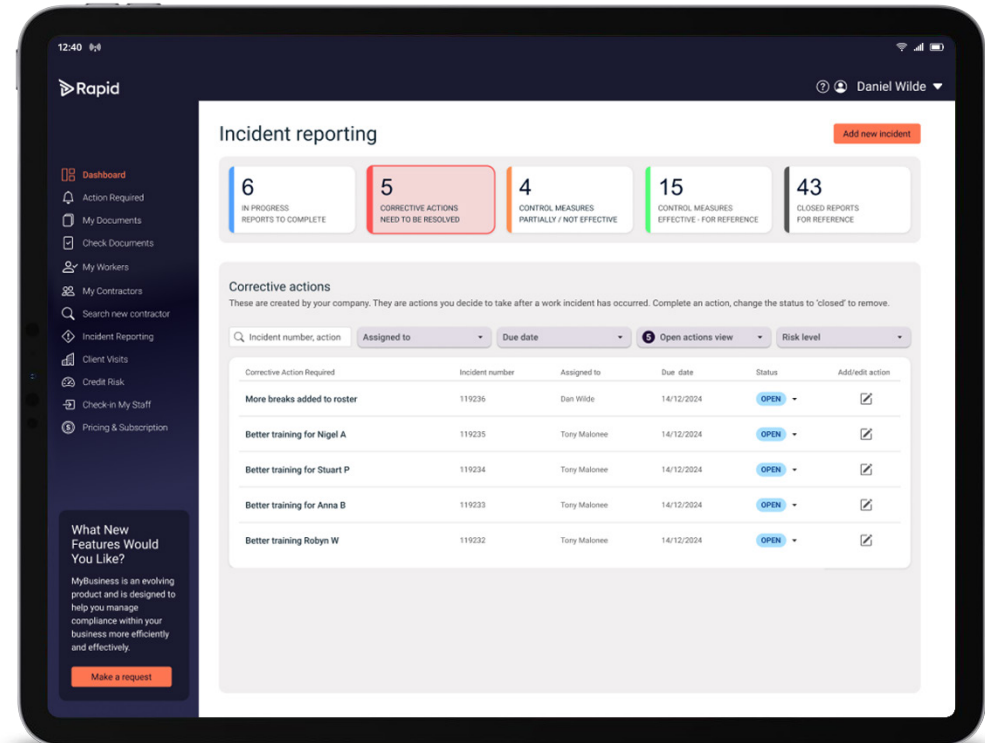 12:40
Rapid
Daniel Wilde
Dashboard
Action Required
My Documents
Check Documents
My Workers
My Contractors
Search new contractor
Incident Reporting
Client Visits
Credit Risk
Check-in My Staff
Pricing & Subscription
What New
Features Would
You Like?
MyBusiness is an evolving
product and is designed to
help you manage
compliance within your
business more efficiently
and effectively.
Make a request
Incident reporting
Add new incident
6
IN PROGRESS
REPORTS TO COMPLETE
5
CORRECTIVE ACTIONS
NEED TO BE RESOLVED
4
CONTROL MEASURES
PARTIALLY / NOT EFFECTIVE
15
CONTROL MEASURES
EFFECTIVE - FOR REFERENCE
43
CLOSED REPORTS
FOR REFERENCE
Corrective actions
These are created by your company. They are actions you decide to take after a work incident has occurred. Complete an action, change the status to 'closed' to remove.
Incident number, action
Assigned to
Due date
5 Open actions view
Risk level
Corrective Action Required Incident number Assigned to Due date Status Add/edit action
More breaks added to roster 119236 Dan Wilde 14/12/2024 OPEN
Better training for Nigel A 119235 Tony Malonee 14/12/2024 OPEN
Better training for Stuart P 119234 Tony Malonee 14/12/2024 OPEN
Better training for Anna B 119233 Tony Malonee 14/12/2024 OPEN
Better training Robyn W 119232 Tony Malonee 14/12/2024 OPEN